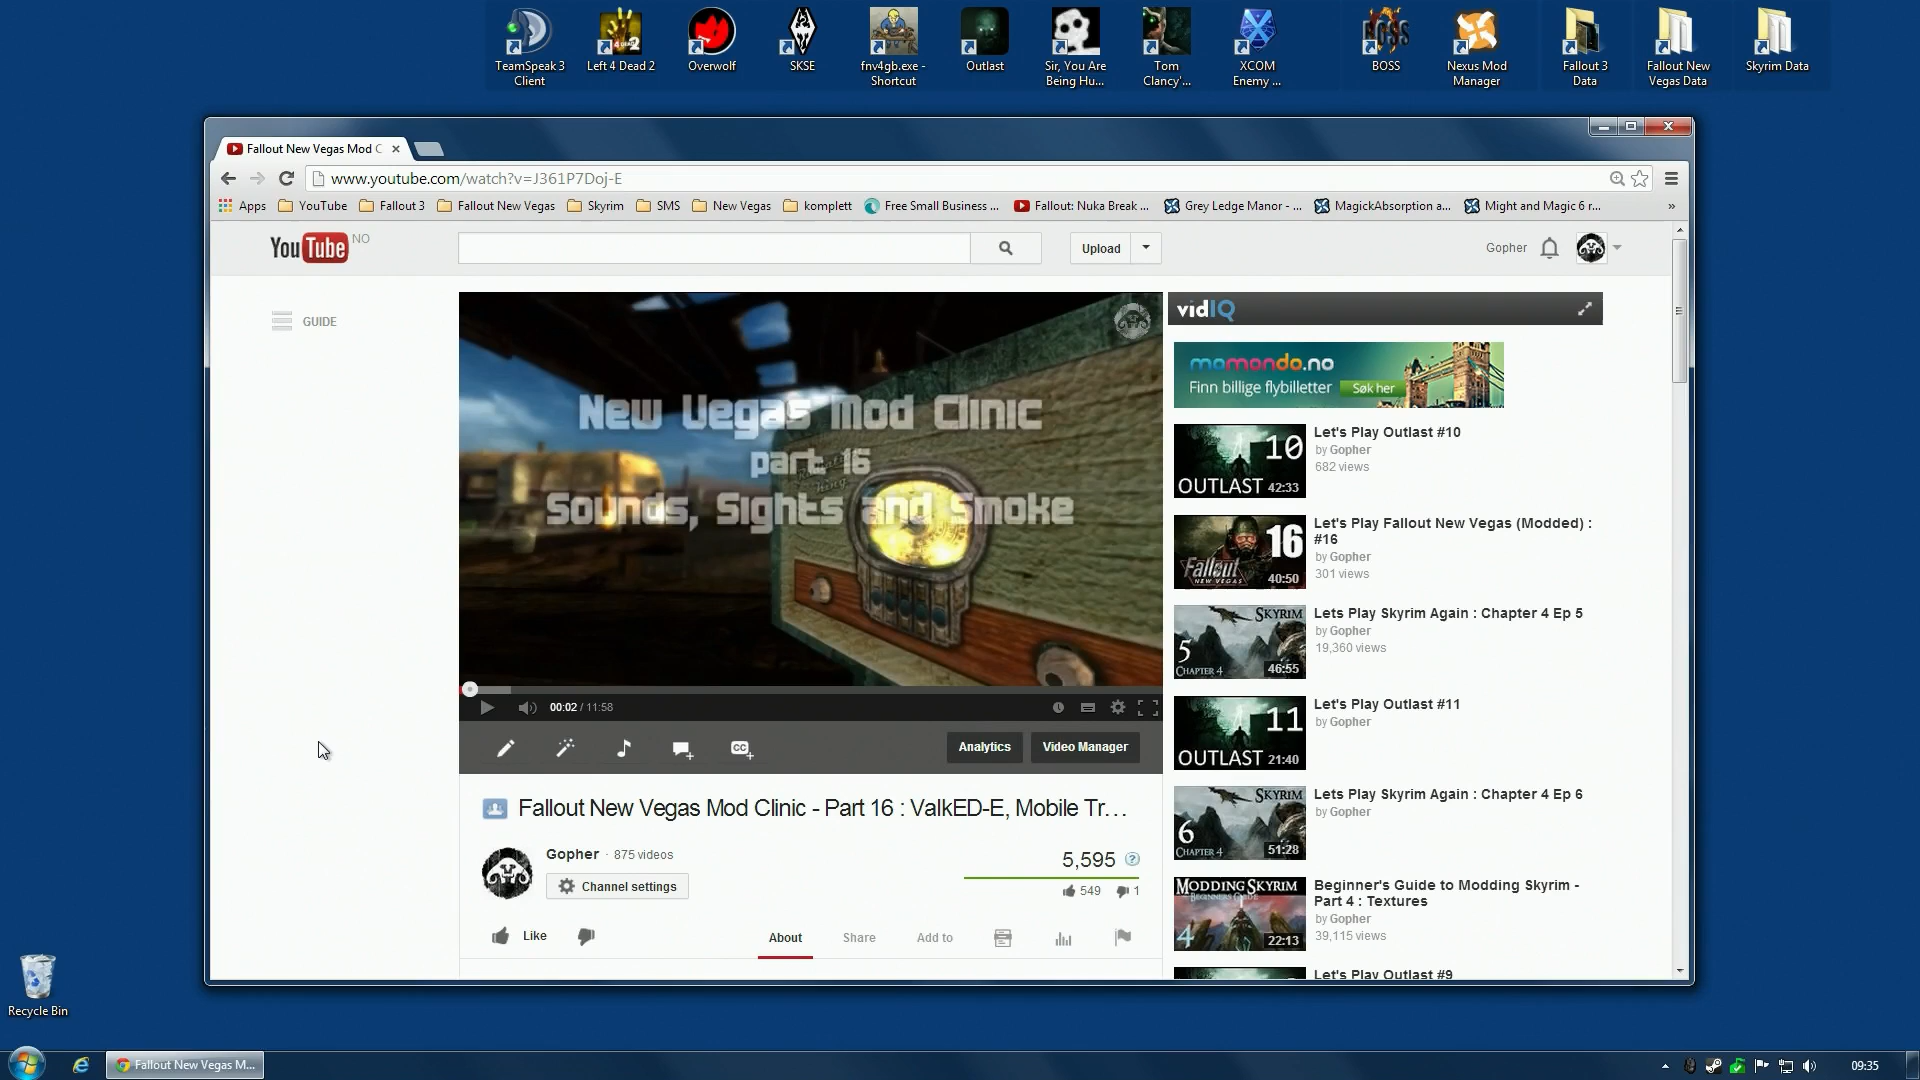 TeamSpeak 3
Client
Left 4 Dead 2
Overwolf
SKSE
fnv4gb.exe -
Shortcut
Outlast
Sir, You Are
Being Hu...
Tom
Clancy'...
XCOM
Enemy ...
BOSS
BOSS
Nexus Mod
Manager
Fallout 3
Data
Fallout New
Vegas Data
Skyrim Data
Fallout New Vegas Mod C
www.youtube.com/watch?v=J361P7Doj-E
Apps
YouTube
Fallout 3
Fallout New Vegas
Skyrim
SMS
New Vegas
komplett
Free Small Business ...
Fallout: Nuka Break ...
Grey Ledge Manor - ...
MagickAbsorption a...
Might and Magic 6 r...
»
YouTube NO
Upload
Gopher
GUIDE
New Vegas Mod Clinic
part 16
Sounds, Sights and Smoke
00:02 / 11:58
CC
Analytics
Video Manager
Fallout New Vegas Mod Clinic - Part 16 : ValkED-E, Mobile Tr...
Gopher · 875 videos
Channel settings
5,595 ?
549
1
Like
About
Share
Add to
vidIQ
momondo.no
Finn billige flybilletter
Søk her
10
OUTLAST 42:33
Let's Play Outlast #10
by Gopher
682 views
16
Fallout
NEW VEGAS
40:50
Let's Play Fallout New Vegas (Modded) :
#16
by Gopher
301 views
SKYRIM
5
CHAPTER 4
46:55
Lets Play Skyrim Again : Chapter 4 Ep 5
by Gopher
19,360 views
11
OUTLAST 21:40
Let's Play Outlast #11
by Gopher
SKYRIM
6
CHAPTER 4
51:28
Lets Play Skyrim Again : Chapter 4 Ep 6
by Gopher
MODDING SKYRIM
BEGINNER'S GUIDE
4
22:13
Beginner's Guide to Modding Skyrim -
Part 4 : Textures
by Gopher
39,115 views
Let's Play Outlast #9
Recycle Bin
Fallout New Vegas M...
09:35